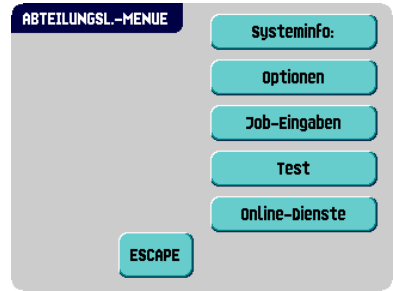 ABTEILUNGSL.-MENUE
Systeminfo:
Optionen
Job-Eingaben
Test
Online-Dienste
ESCAPE